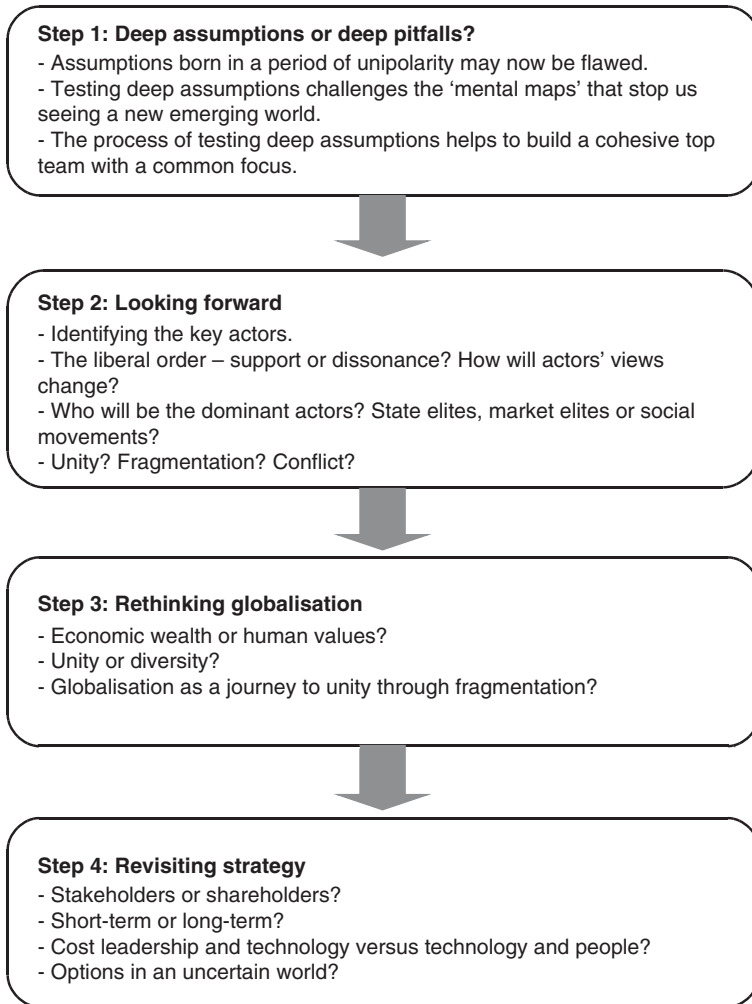 Step 1: Deep assumptions or deep pitfalls?
- Assumptions born in a period of unipolarity may now be flawed.
- Testing deep assumptions challenges the ‘mental maps’ that stop us
seeing a new emerging world.
- The process of testing deep assumptions helps to build a cohesive top
team with a common focus.
Step 2: Looking forward
- Identifying the key actors.
- The liberal order – support or dissonance? How will actors’ views
change?
- Who will be the dominant actors? State elites, market elites or social
movements?
- Unity? Fragmentation? Conflict?
Step 3: Rethinking globalisation
- Economic wealth or human values?
- Unity or diversity?
- Globalisation as a journey to unity through fragmentation?
Step 4: Revisiting strategy
- Stakeholders or shareholders?
- Short-term or long-term?
- Cost leadership and technology versus technology and people?
- Options in an uncertain world?